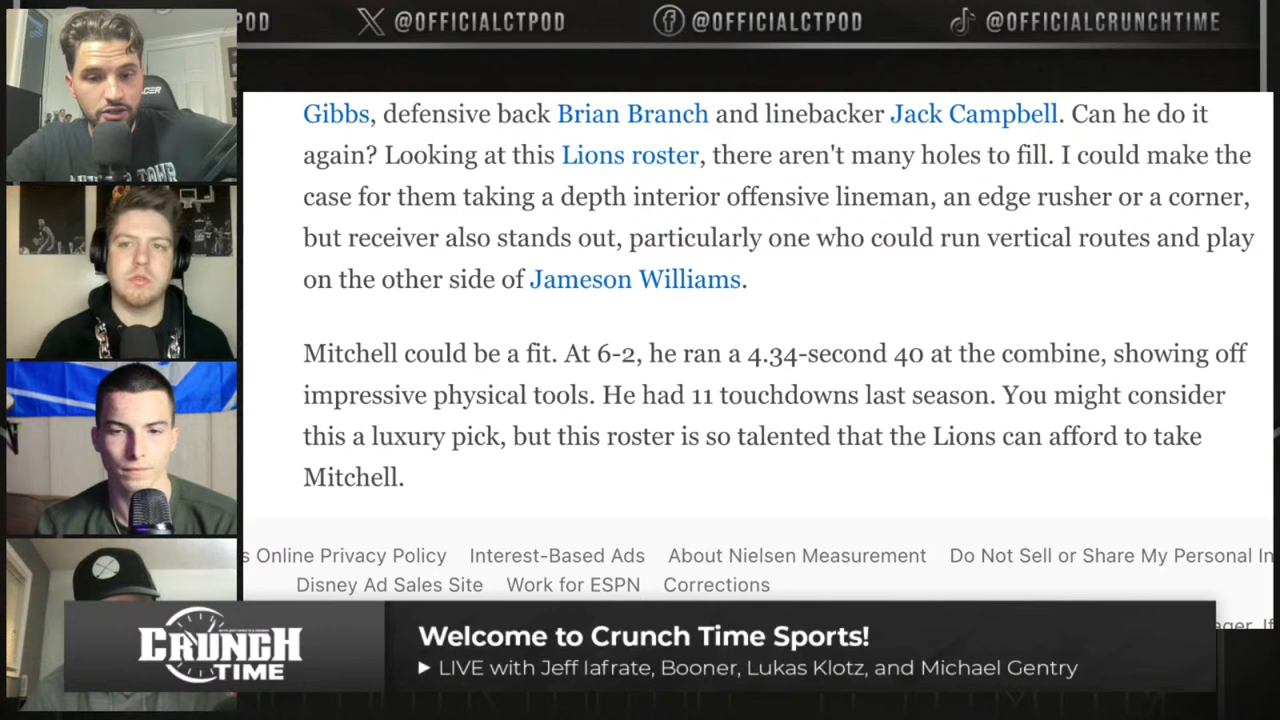 POD @OFFICIALCTPOD @OFFICIALCTPOD @OFFICIALCRUNCHTIME
Gibbs, defensive back Brian Branch and linebacker Jack Campbell. Can he do it
again? Looking at this Lions roster, there aren't many holes to fill. I could make the
case for them taking a depth interior offensive lineman, an edge rusher or a corner,
but receiver also stands out, particularly one who could run vertical routes and play
on the other side of Jameson Williams.
Mitchell could be a fit. At 6-2, he ran a 4.34-second 40 at the combine, showing off
impressive physical tools. He had 11 touchdowns last season. You might consider
this a luxury pick, but this roster is so talented that the Lions can afford to take
Mitchell.
s Online Privacy Policy Interest-Based Ads About Nielsen Measurement Do Not Sell or Share My Personal In
Disney Ad Sales Site Work for ESPN Corrections
CRUNCH
TIME
Welcome to Crunch Time Sports!
LIVE with Jeff Iafrate, Booner, Lukas Klotz, and Michael Gentry